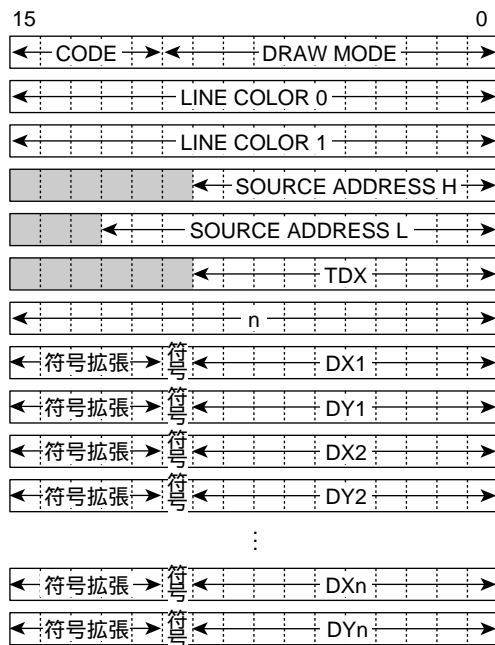 15 0
CODE DRAW MODE
LINE COLOR 0
LINE COLOR 1
SOURCE ADDRESS H
SOURCE ADDRESS L
TDX
n
符号拡張 符号 DX1
符号拡張 符号 DY1
符号拡張 符号 DX2
符号拡張 符号 DY2
⋮
符号拡張 符号 DXn
符号拡張 符号 DYn